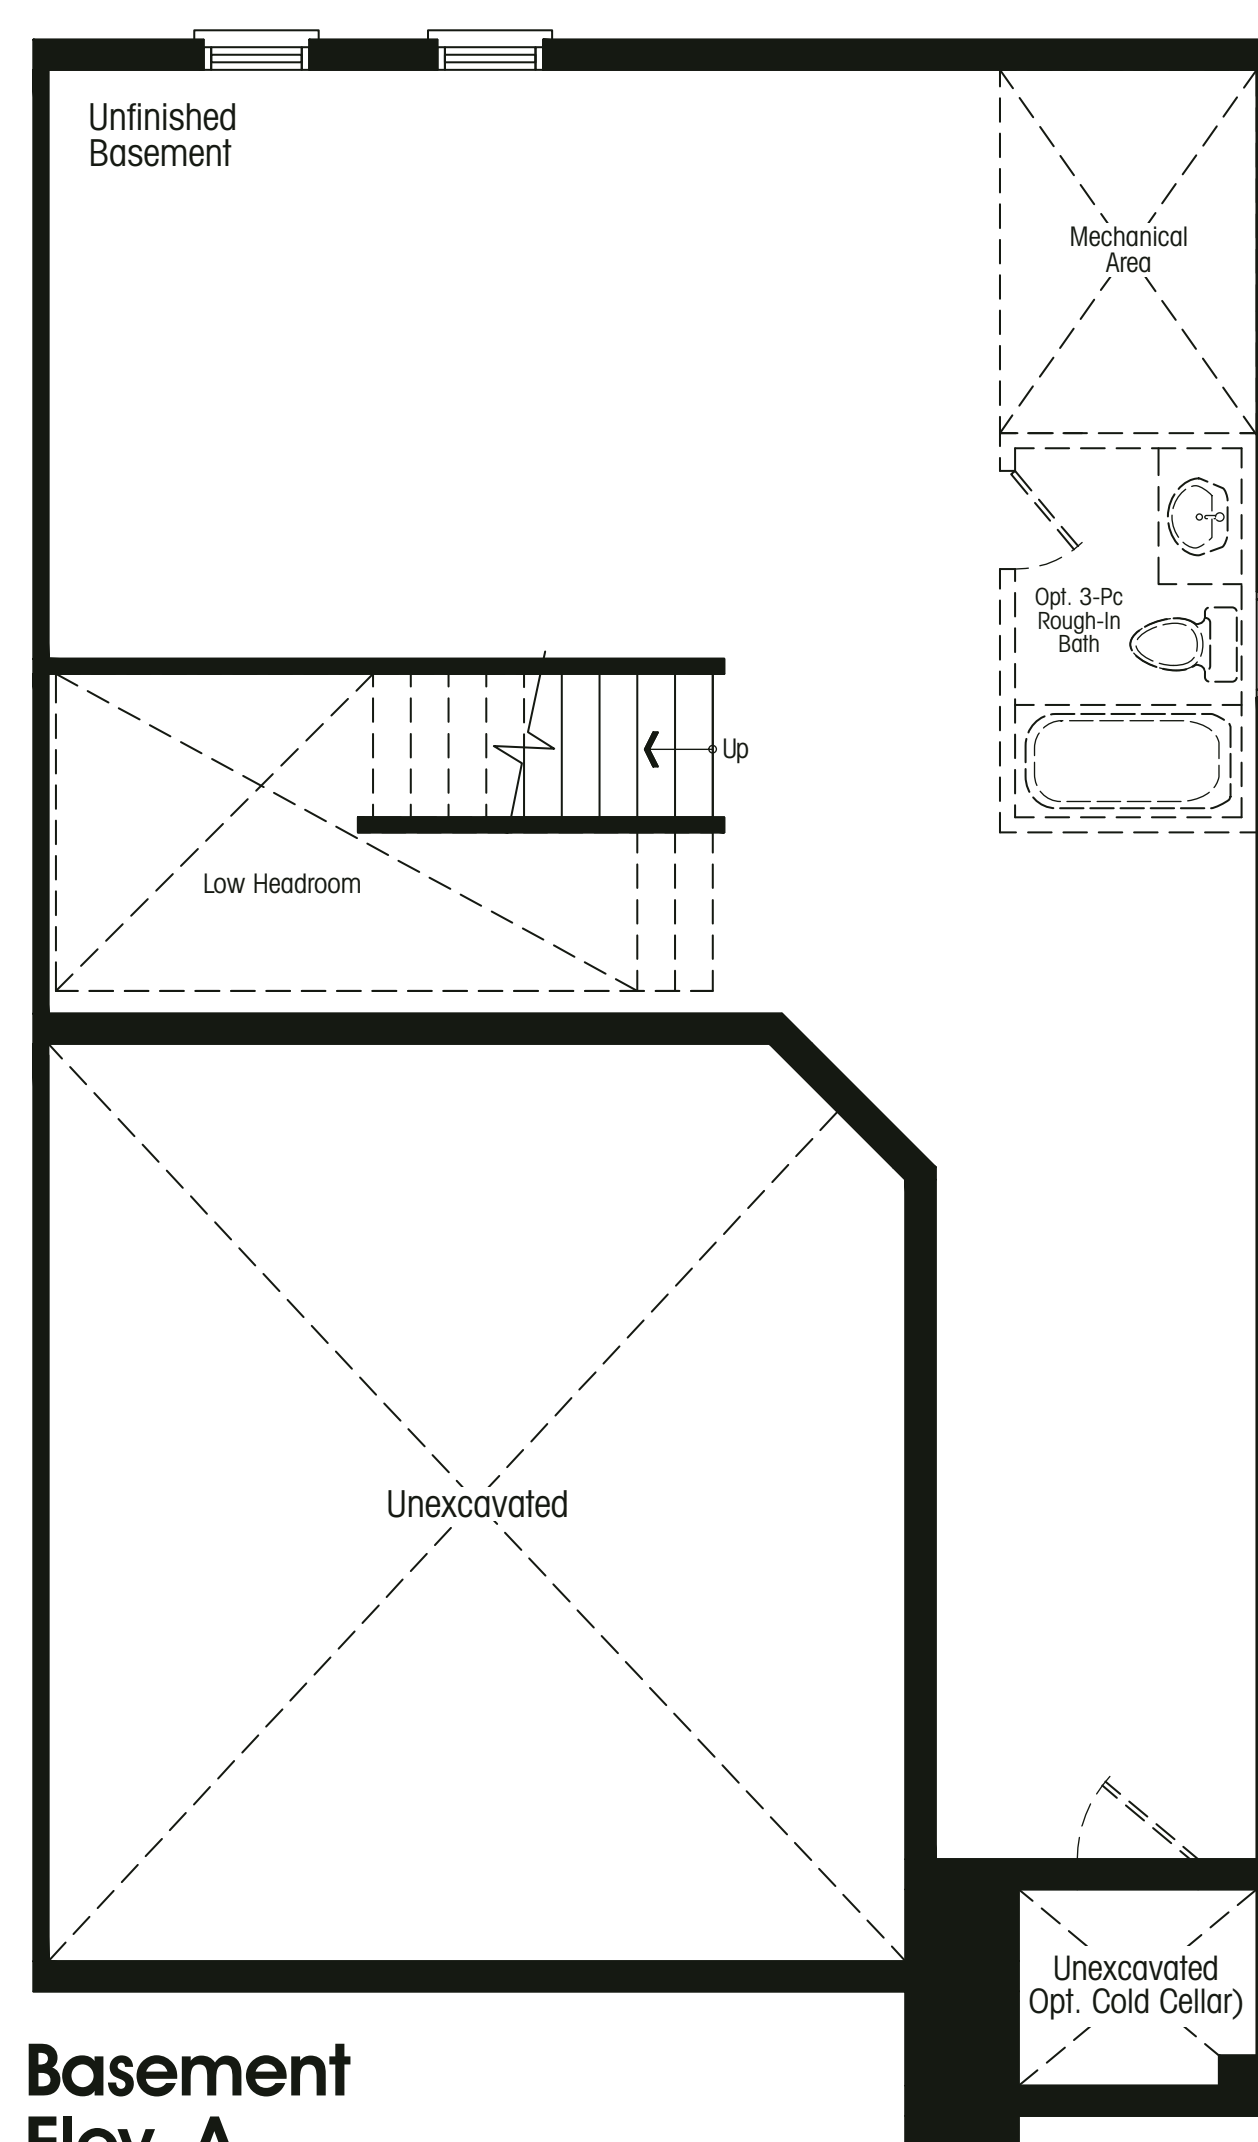 Unfinished
Basement
Mechanical
Area
Opt. 3-Pc
Rough-In
Bath
Up
Low Headroom
Unexcavated
Unexcavated
Opt. Cold Cellar)
Basement
Elev. A